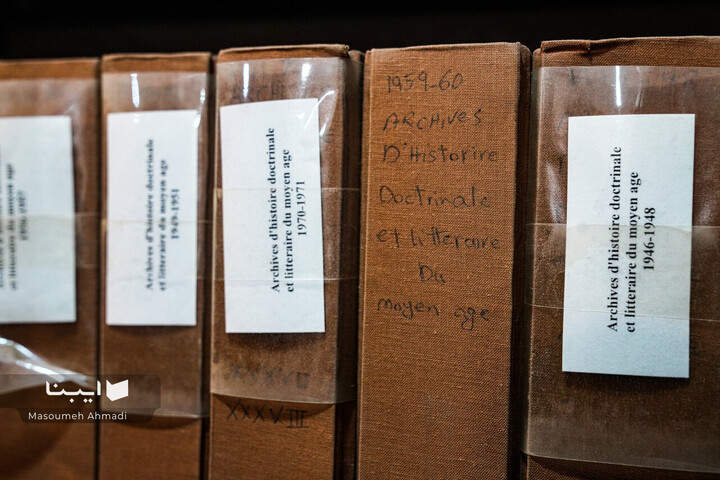 Archives d'histoire doctrinale
et litteraire du moyen age
1949-1951
Archives d'histoire doctrinale
et litteraire du moyen age
1970-1971
XXXVII
XXXVIII
1959-60
ARCHIVES
D'Historire
Doctrinale
et litteraire
Du
moyen age
Archives d'histoire doctrinale
et litteraire du moyen age
1946-1948
ایبنا
Masoumeh Ahmadi